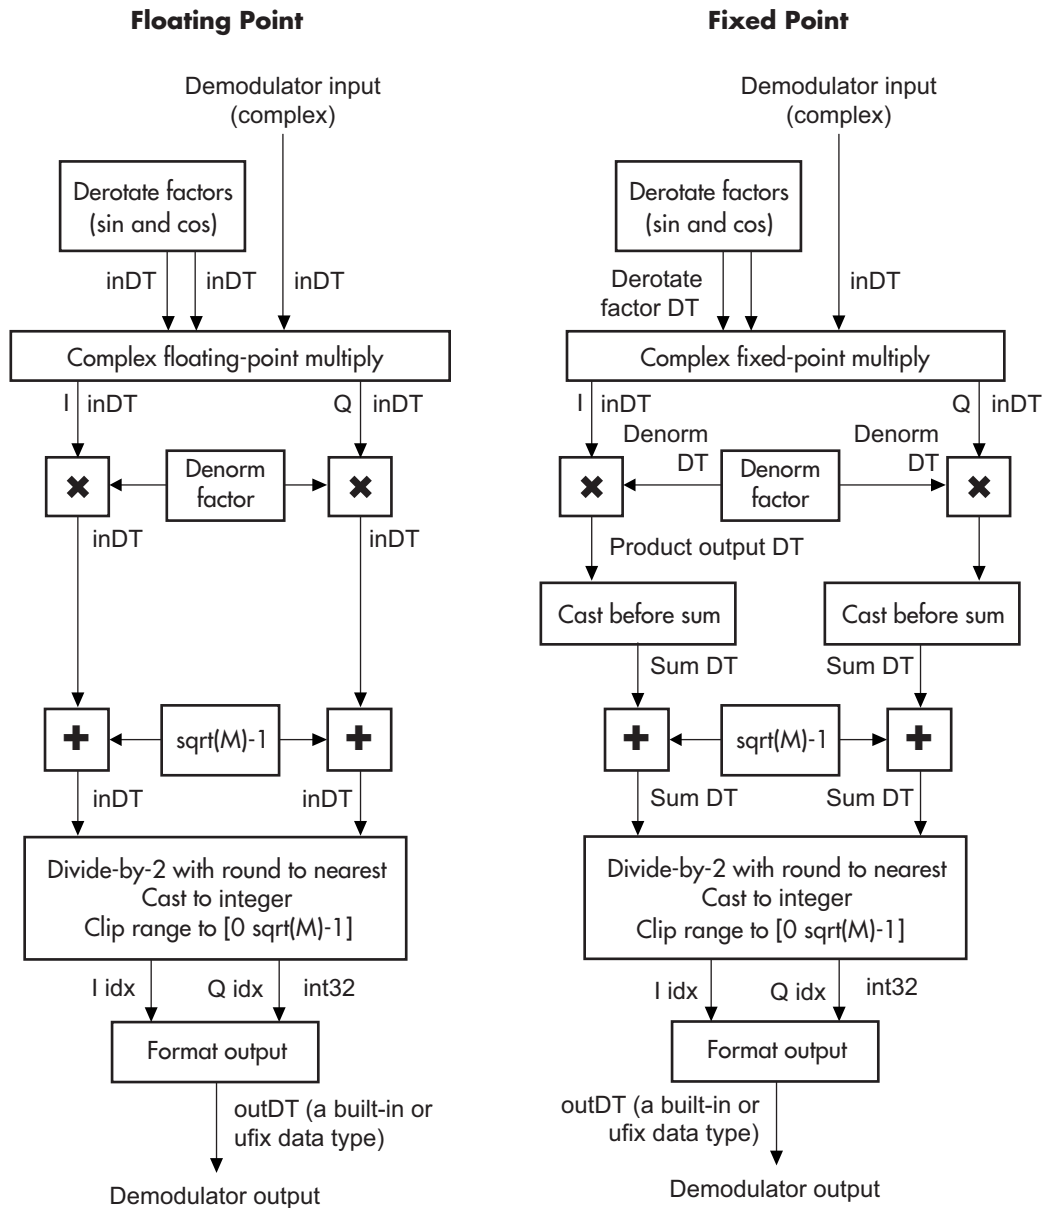 Floating Point
Demodulator input
(complex)
Derotate factors
(sin and cos)
inDT
inDT
inDT
Complex floating-point multiply
I
inDT
Q
inDT
✖
Denorm
factor
✖
inDT
inDT
✚
sqrt(M)-1
✚
inDT
inDT
Divide-by-2 with round to nearest
Cast to integer
Clip range to [0 sqrt(M)-1]
I idx
Q idx
int32
Format output
outDT (a built-in or
ufix data type)
Demodulator output
Fixed Point
Demodulator input
(complex)
Derotate factors
(sin and cos)
Derotate
factor DT
inDT
Complex fixed-point multiply
I
inDT
Q
inDT
Denorm
DT
Denorm
DT
✖
Denorm
factor
✖
Product output DT
Cast before sum
Cast before sum
Sum DT
Sum DT
✚
sqrt(M)-1
✚
Sum DT
Sum DT
Divide-by-2 with round to nearest
Cast to integer
Clip range to [0 sqrt(M)-1]
I idx
Q idx
int32
Format output
outDT (a built-in or
ufix data type)
Demodulator output